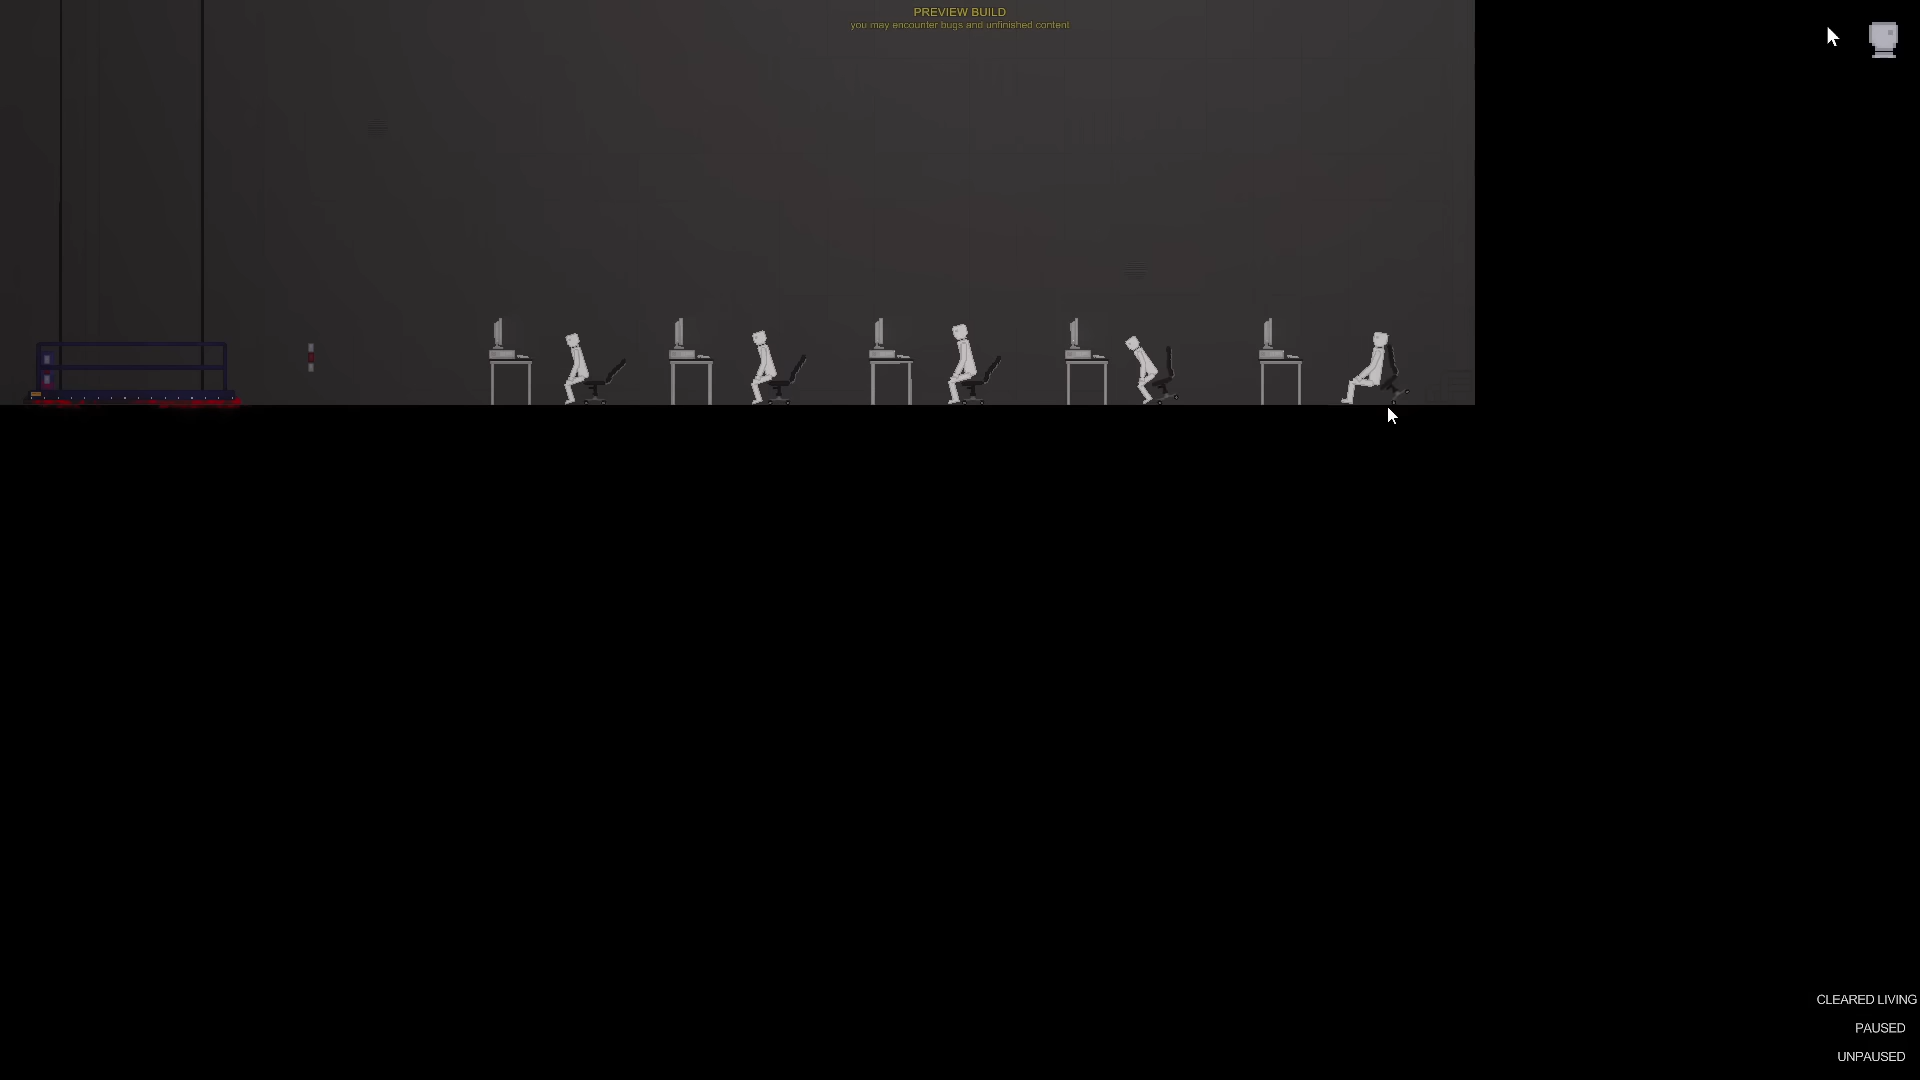 PREVIEW BUILD
you may encounter bugs and unfinished content
CLEARED LIVING
PAUSED
UNPAUSED